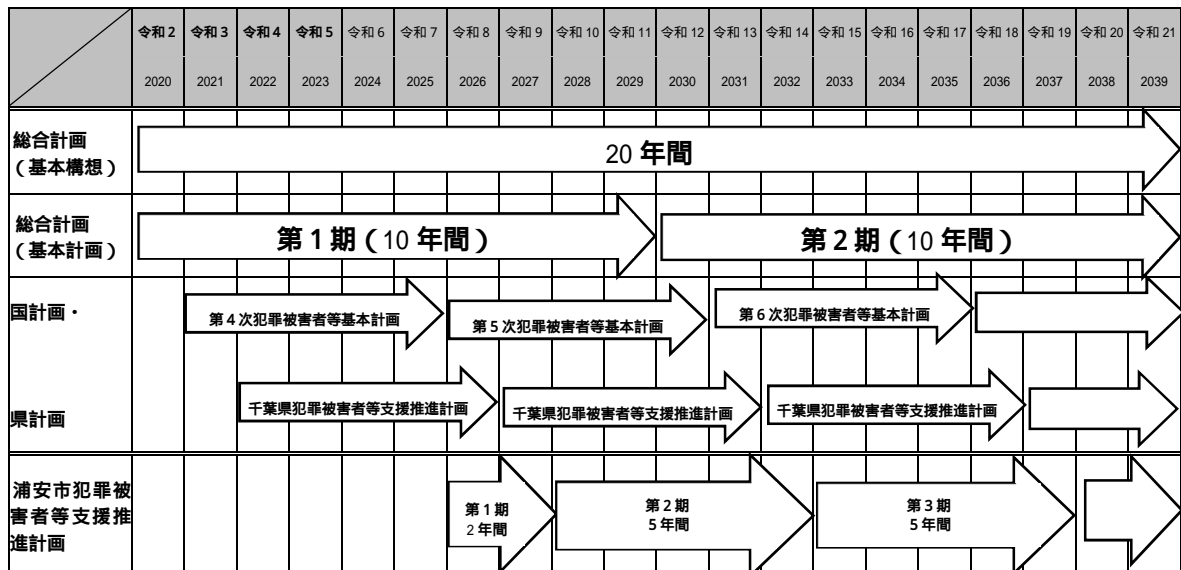 令和2 令和3 令和4 令和5 令和6 令和7 令和8 令和9 令和10 令和11 令和12 令和13 令和14 令和15 令和16 令和17 令和18 令和19 令和20 令和21
2020 2021 2022 2023 2024 2025 2026 2027 2028 2029 2030 2031 2032 2033 2034 2035 2036 2037 2038 2039
総合計画
(基本構想)
20年間
総合計画
(基本計画)
第1期(10年間)
第2期(10年間)
国計画・
第4次犯罪被害者等基本計画
第5次犯罪被害者等基本計画
第6次犯罪被害者等基本計画
県計画
千葉県犯罪被害者等支援推進計画
千葉県犯罪被害者等支援推進計画
千葉県犯罪被害者等支援推進計画
浦安市犯罪被
害者等支援推
進計画
第1期
2年間
第2期
5年間
第3期
5年間